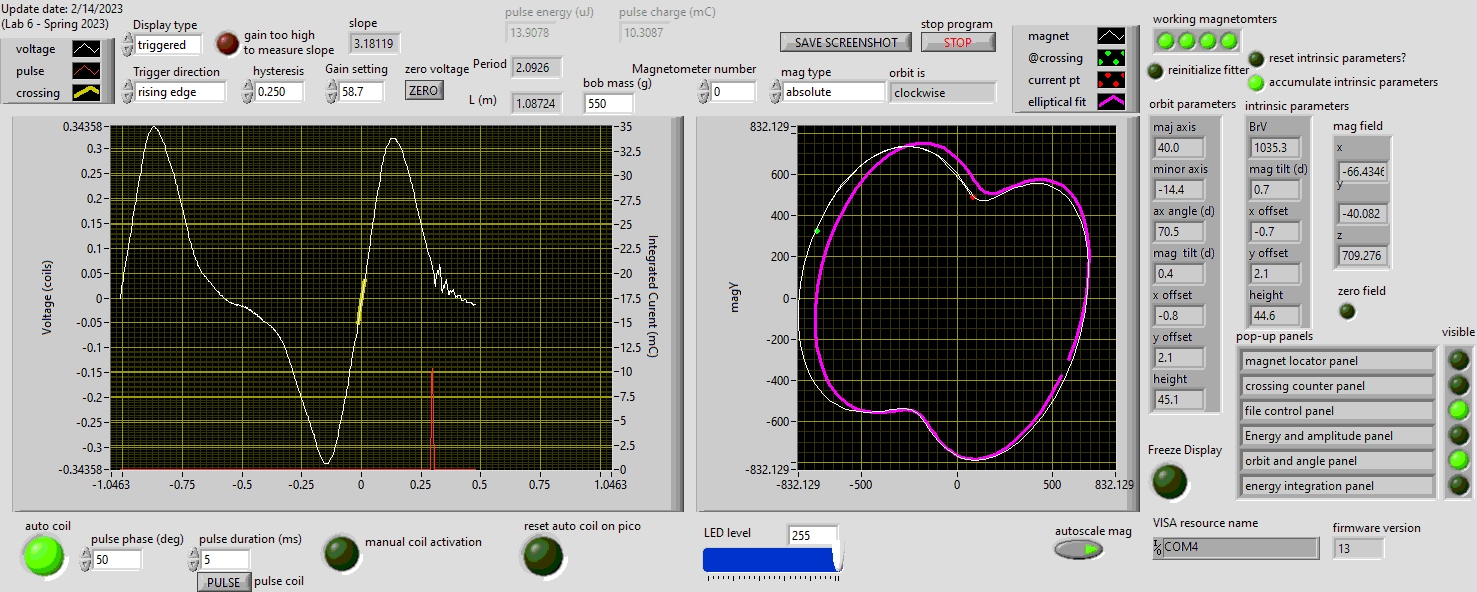 Update date: 2/14/2023
(Lab 6 - Spring 2023)
voltage
pulse
crossing
Display type
triggered
gain too high
to measure slope
slope
3.18119
pulse energy (uJ)
13.9078
pulse charge (mC)
10.3087
SAVE SCREENSHOT
stop program
STOP
magnet
@crossing
current pt
elliptical fit
working magnetomters
reset intrinsic parameters?
reinitialize fitter
accumulate intrinsic parameters
Trigger direction
rising edge
hysteresis
0.250
Gain setting
58.7
zero voltage
ZERO
Period
2.0926
L (m)
1.08724
bob mass (g)
550
Magnetometer number
0
mag type
absolute
orbit is
clockwise
Voltage (coils)
0.34358
0.3
0.25
0.2
0.15
0.1
0.05
0
-0.05
-0.1
-0.15
-0.2
-0.25
-0.3
-0.34358
-1.0463
-0.75
-0.5
-0.25
0
0.25
0.5
0.75
1.0463
35
32.5
30
27.5
25
22.5
20
17.5
15
12.5
10
7.5
5
2.5
0
Integrated Current (mC)
magY
832.129
600
400
200
0
-200
-400
-600
-832.129
-832.129
-500
0
500
832.129
orbit parameters
maj axis
40.0
minor axis
-14.4
ax angle (d)
70.5
mag tilt (d)
0.4
x offset
-0.8
y offset
2.1
height
45.1
intrinsic parameters
BrV
1035.3
mag tilt (d)
0.7
x offset
-0.7
y offset
2.1
height
44.6
mag field
x
-66.4346
y
-40.082
z
709.276
zero field
pop-up panels
visible
magnet locator panel
crossing counter panel
file control panel
Energy and amplitude panel
orbit and angle panel
energy integration panel
Freeze Display
auto coil
pulse phase (deg)
50
pulse duration (ms)
5
PULSE
pulse coil
manual coil activation
reset auto coil on pico
LED level
255
autoscale mag
VISA resource name
COM4
firmware version
13